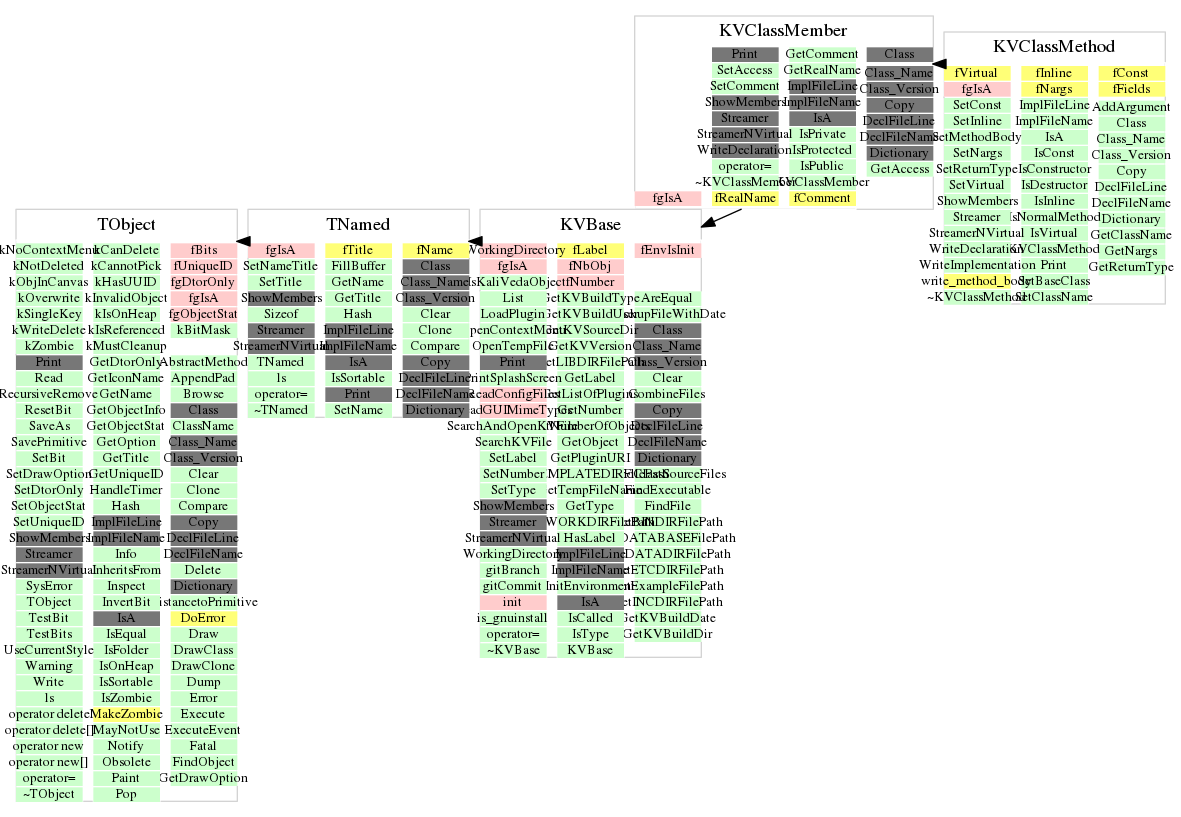 KVClassMember
Print GetComment Class
SetAccess GetRealName Class_Name
SetComment ImplFileLine Class_Version
ShowMembers ImplFileName Copy
Streamer IsA DeclFileLine
StreamerNVirtual IsPrivate DeclFileName
WriteDeclaration IsProtected Dictionary
operator= IsPublic GetAccess
~KVClassMember KVClassMember
fgIsA fRealName fComment
KVClassMethod
fVirtual fInline fConst
fgIsA fNargs fFields
SetConst ImplFileLine AddArgument
SetInline ImplFileName Class
SetMethodBody IsA Class_Name
SetNargs IsConst Class_Version
SetReturnType IsConstructor Copy
SetVirtual IsDestructor DeclFileLine
ShowMembers IsInline DeclFileName
Streamer IsNormalMethod Dictionary
StreamerNVirtual IsVirtual GetClassName
WriteDeclaration KVClassMethod GetNargs
WriteImplementation Print GetReturnType
write_method_body SetBaseClass
~KVClassMethod SetClassName
TObject
kNoContextMenu kCanDelete fBits
kNotDeleted kCannotPick fUniqueID
kObjInCanvas kHasUUID fgDtorOnly
kOverwrite kInvalidObject fgIsA
kSingleKey kIsOnHeap fgObjectStat
kWriteDelete kIsReferenced kBitMask
kZombie kMustCleanup
Print GetDtorOnly AbstractMethod
Read GetIconName AppendPad
RecursiveRemove GetName Browse
ResetBit GetObjectInfo Class
SaveAs GetObjectStat ClassName
SavePrimitive GetOption Class_Name
SetBit GetTitle Class_Version
SetDrawOption GetUniqueID Clear
SetDtorOnly HandleTimer Clone
SetObjectStat Hash Compare
SetUniqueID ImplFileLine Copy
ShowMembers ImplFileName DeclFileLine
Streamer Info DeclFileName
StreamerNVirtual InheritsFrom Delete
SysError Inspect Dictionary
TObject InvertBit istancetoPrimitive
TestBit IsA DoError
TestBits IsEqual Draw
UseCurrentStyle IsFolder DrawClass
Warning IsOnHeap DrawClone
Write IsSortable Dump
ls IsZombie Error
operator delete MakeZombie Execute
operator delete[] MayNotUse ExecuteEvent
operator new Notify Fatal
operator new[] Obsolete FindObject
operator= Paint GetDrawOption
~TObject Pop
TNamed
fgIsA fTitle fName
SetNameTitle FillBuffer Class
SetTitle GetName Class_Name
ShowMembers GetTitle Class_Version
Sizeof Hash Clear
Streamer ImplFileLine Clone
StreamerNVirtual ImplFileName Compare
TNamed IsA Copy
ls IsSortable DeclFileLine
operator= Print DeclFileName
~TNamed SetName Dictionary
KVBase
WorkingDirectory fLabel fEnvIsInit
fgIsA fNbObj
IsKaliVedaObject fNumber
List GetKVBuildType AreEqual
LoadPlugin GetKVBuildUser
OpenContextMenu GetKVSourceDir Class
OpenTempFile GetKVVersion Class_Name
Print GetLIBDIRFilePath Class_Version
PrintSplashScreen GetLabel Clear
ReadConfigFiles GetListOfPlugins CombineFiles
GetNumber Copy
SearchAndOpenKVFile NumberOfObjects DeclFileLine
SearchKVFile GetObject DeclFileName
SetLabel GetPluginURI Dictionary
SetNumber
SetType GetTempFileName FindExecutable
ShowMembers GetType FindFile
Streamer
StreamerNVirtual HasLabel DATABASEFilePath
WorkingDirectory ImplFileLine DATADIRFilePath
gitBranch ImplFileName etETCDIRFilePath
gitCommit InitEnvironment ExampleFilePath
init IsA etINCDIRFilePath
is_gnuinstall IsCalled GetKVBuildDate
operator= IsType GetKVBuildDir
~KVBase KVBase